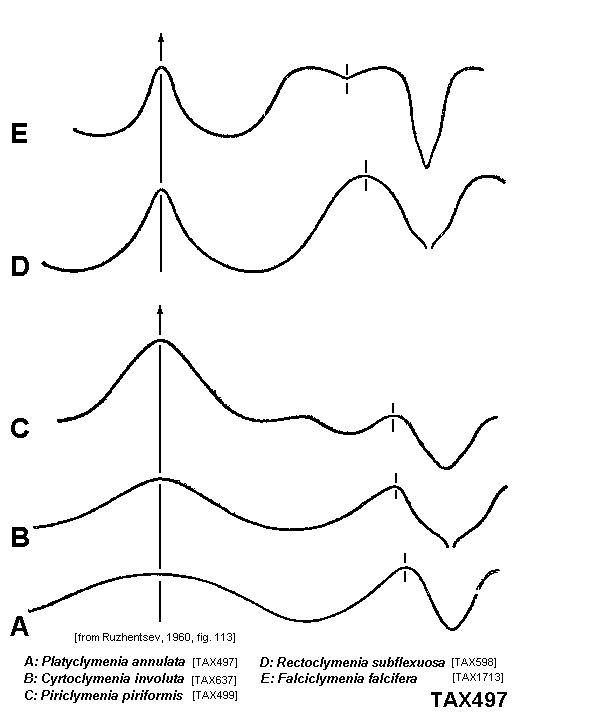 E
D
C
B
A
[from Ruzhentsev, 1960, fig. 113]
A: Platyclymenia annulata [TAX497]
B: Cyrtoclymenia involuta [TAX637]
C: Piriclymenia piriformis [TAX499]
D: Rectoclymenia subflexuosa [TAX598]
E: Falciclymenia falcifera [TAX1713]
TAX497